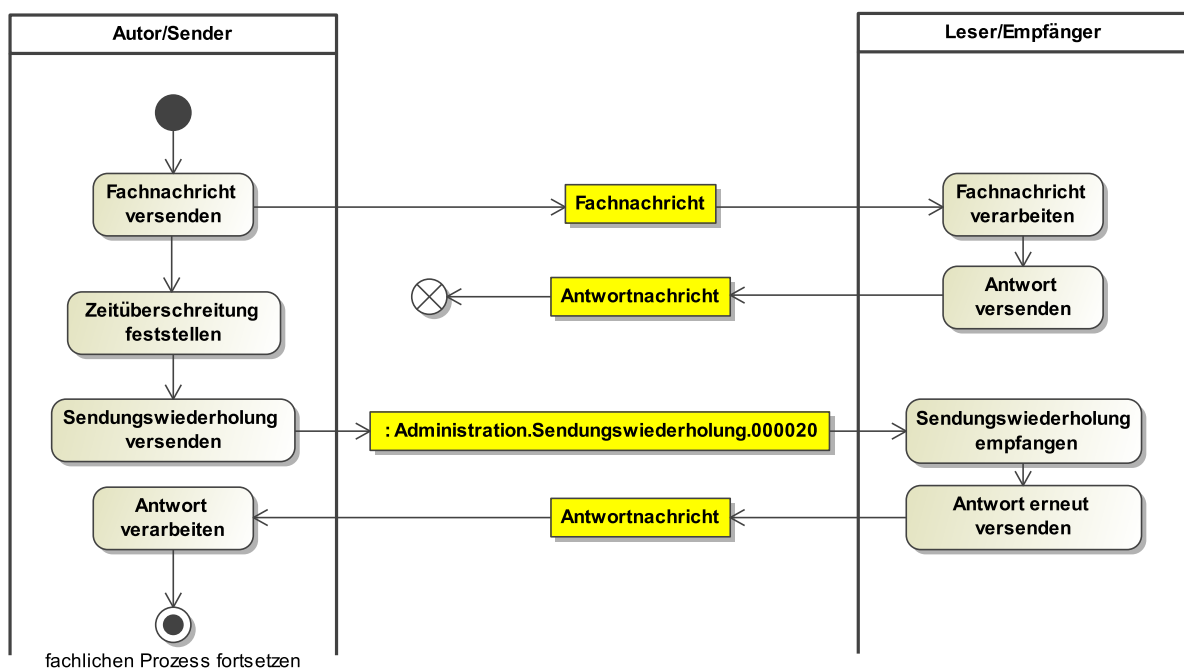 Autor/Sender
Leser/Empfänger
Fachnachricht
versenden
Fachnachricht
Fachnachricht
verarbeiten
Antwortnachricht
Antwort
versenden
Zeitüberschreitung
feststellen
Sendungswiederholung
versenden
: Administration.Sendungswiederholung.000020
Sendungswiederholung
empfangen
Antwort
verarbeiten
Antwortnachricht
Antwort erneut
versenden
fachlichen Prozess fortsetzen